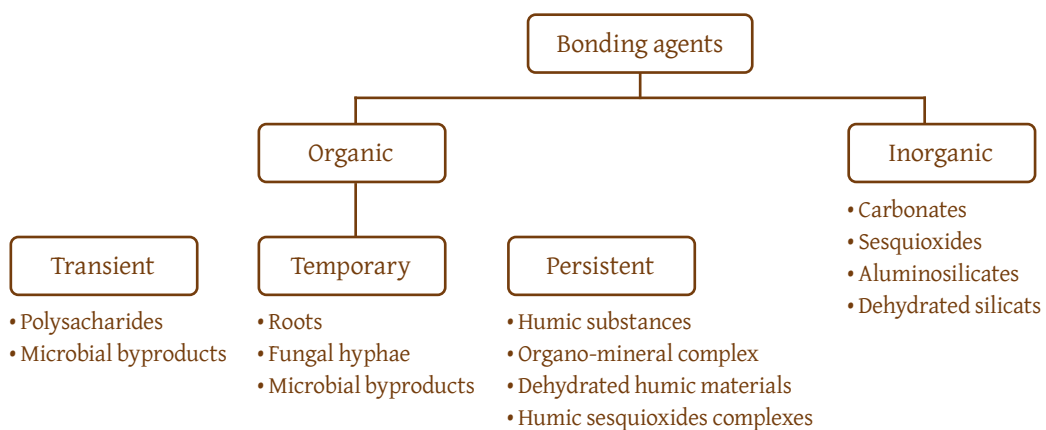 Bonding agents
Organic
Inorganic
• Carbonates
• Sesquioxides
• Aluminosilicates
• Dehydrated silicats
Transient
• Polysacharides
• Microbial byproducts
Temporary
• Roots
• Fungal hyphae
• Microbial byproducts
Persistent
• Humic substances
• Organo-mineral complex
• Dehydrated humic materials
• Humic sesquioxides complexes